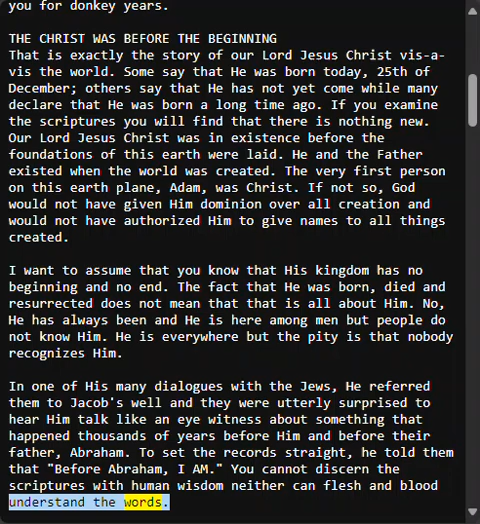 you for donkey years.
THE CHRIST WAS BEFORE THE BEGINNING
That is exactly the story of our Lord Jesus Christ vis-a-
vis the world. Some say that He was born today, 25th of
December; others say that He has not yet come while many
declare that He was born a long time ago. If you examine
the scriptures you will find that there is nothing new.
Our Lord Jesus Christ was in existence before the
foundations of this earth were laid. He and the Father
existed when the world was created. The very first person
on this earth plane, Adam, was Christ. If not so, God
would not have given Him dominion over all creation and
would not have authorized Him to give names to all things
created.
I want to assume that you know that His kingdom has no
beginning and no end. The fact that He was born, died and
resurrected does not mean that that is all about Him. No,
He has always been and He is here among men but people do
not know Him. He is everywhere but the pity is that nobody
recognizes Him.
In one of His many dialogues with the Jews, He referred
them to Jacob's well and they were utterly surprised to
hear Him talk like an eye witness about something that
happened thousands of years before Him and before their
father, Abraham. To set the records straight, he told them
that "Before Abraham, I AM." You cannot discern the
scriptures with human wisdom neither can flesh and blood
understand the words.